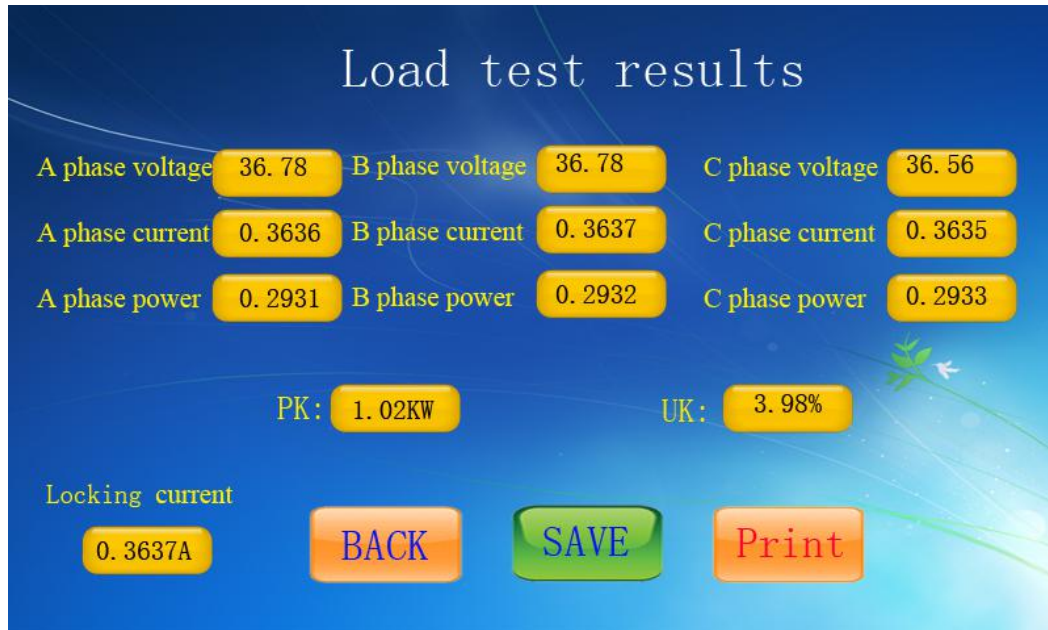 Load test results
A phase voltage 36.78 B phase voltage 36.78 C phase voltage 36.56
A phase current 0.3636 B phase current 0.3637 C phase current 0.3635
A phase power 0.2931 B phase power 0.2932 C phase power 0.2933
PK: 1.02KW UK: 3.98%
Locking current
0.3637A BACK SAVE Print